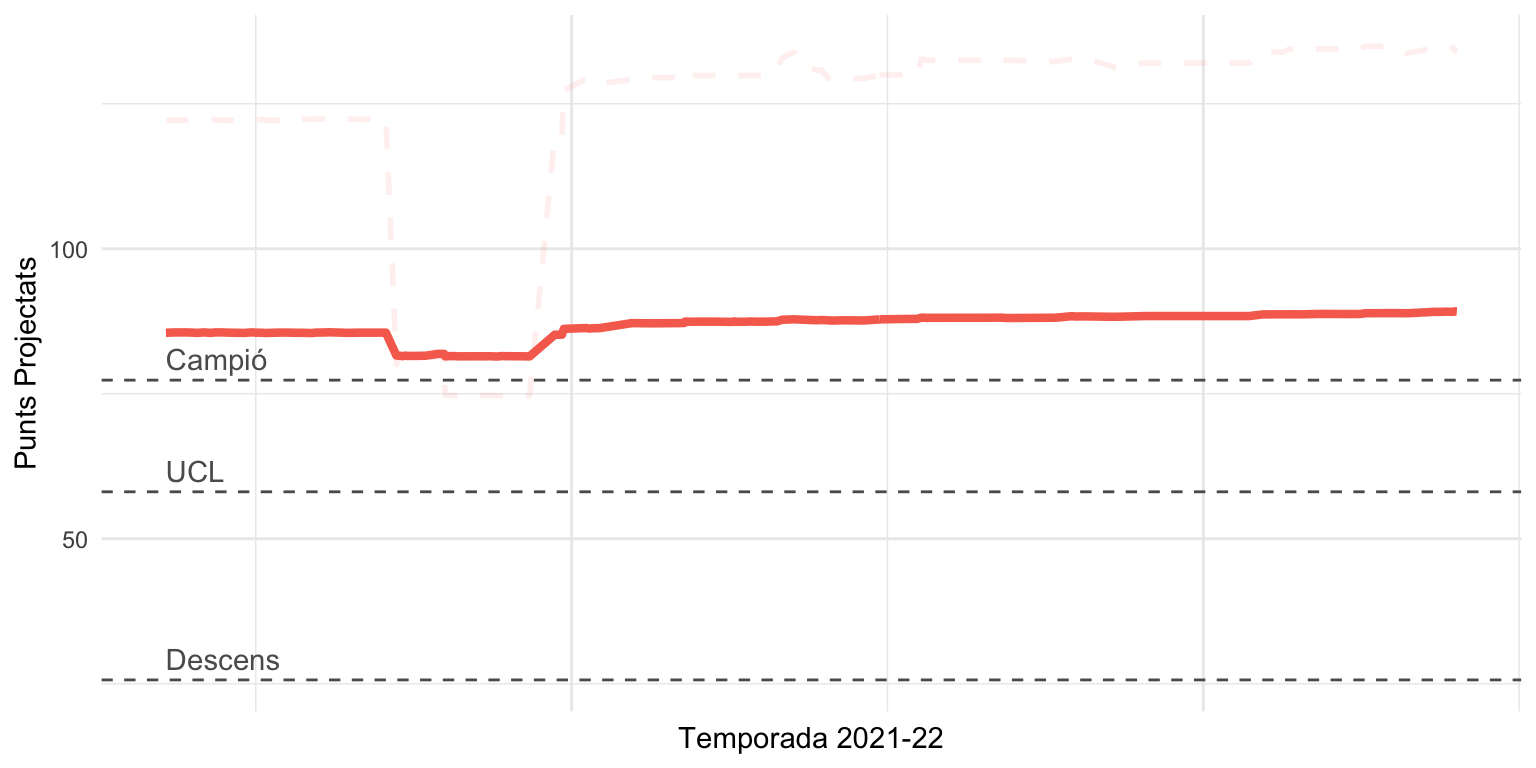 Punts Projectats
100
50
Campió
UCL
Descens
Temporada 2021-22